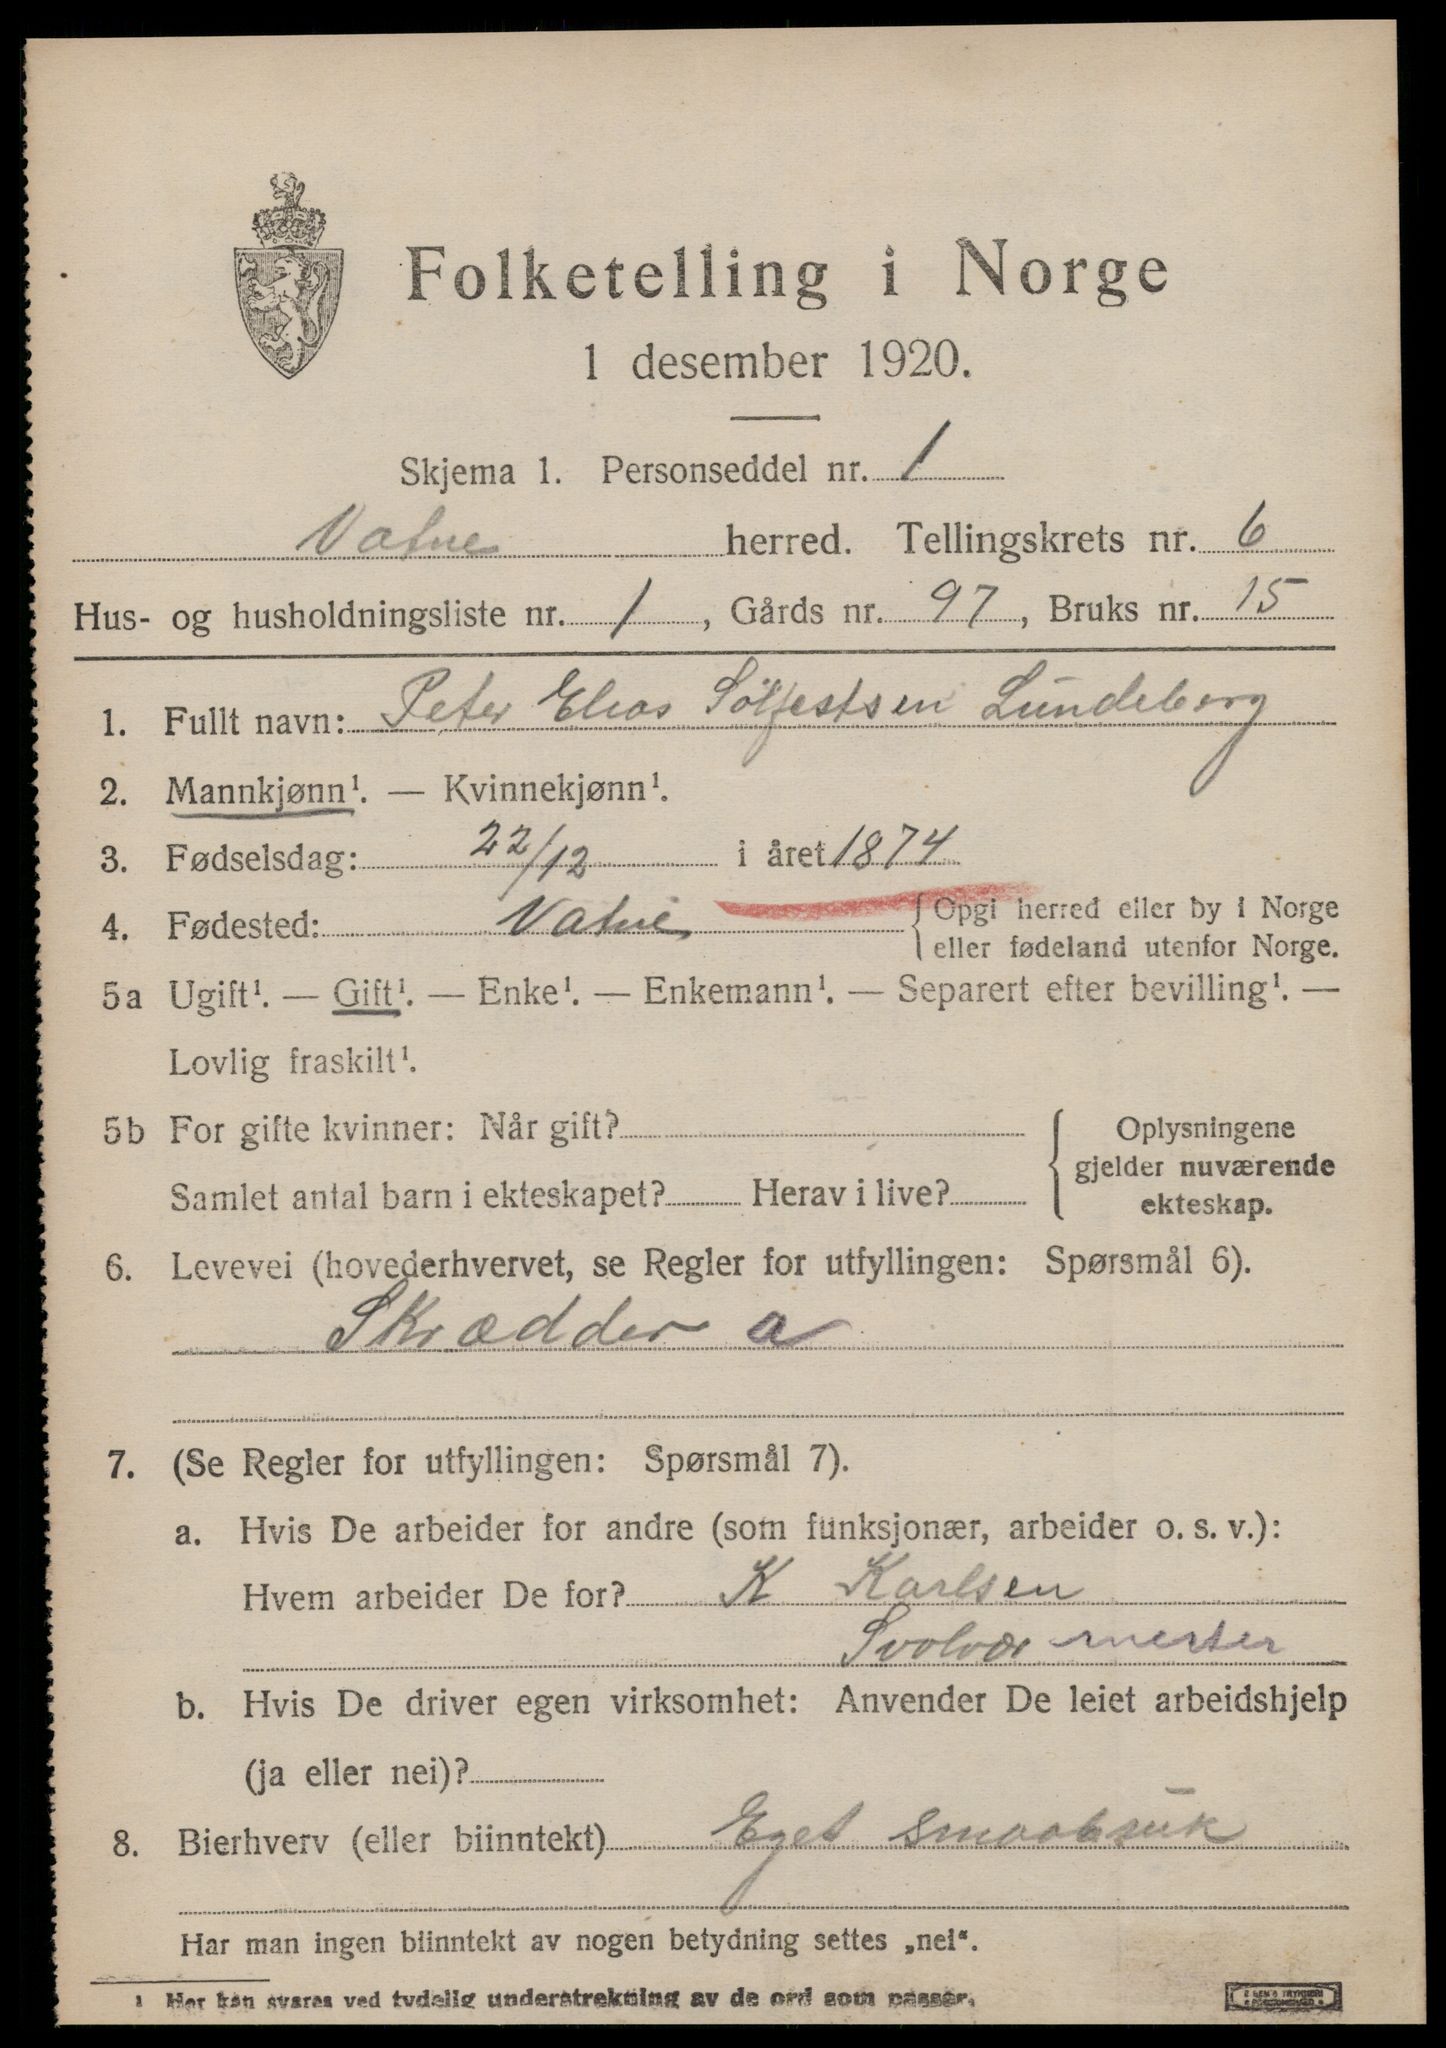 Folketelling i Norge
1 desember 1920.
Skjema 1. Personseddel nr. 1
Vatne herred. Tellingskrets nr. 6
Hus- og husholdningsliste nr. 1, Gårds nr. 97, Bruks nr. 15
1. Fullt navn: Peter Elias Solfestsen Lundeborg
2. Mannkjønn¹. — Kvinnekjønn¹.
3. Fødselsdag: 22/12 i året 1874
4. Fødested: Vatne { Opgi herred eller by i Norge
eller fødeland utenfor Norge.
5a Ugift¹. — Gift¹. — Enke¹. — Enkemann¹. — Separert efter bevilling¹. —
Lovlig fraskilt¹.
5b For gifte kvinner: Når gift?
Samlet antal barn i ekteskapet? Herav i live?
{ Oplysningene
gjelder nuværende
ekteskap.
6. Levevei (hovederhvervet, se Regler for utfyllingen: Spørsmål 6).
Skrædder a
7. (Se Regler for utfyllingen: Spørsmål 7).
a. Hvis De arbeider for andre (som funksjonær, arbeider o. s. v.):
Hvem arbeider De for? K Karlsen
Svolvær mester
b. Hvis De driver egen virksomhet: Anvender De leiet arbeidshjelp
(ja eller nei)?
8. Bierhverv (eller biinntekt) Eget smaabruk
Har man ingen biinntekt av nogen betydning settes „nei“.
¹ Her kan svares ved tydelig understrekning av de ord som passer.